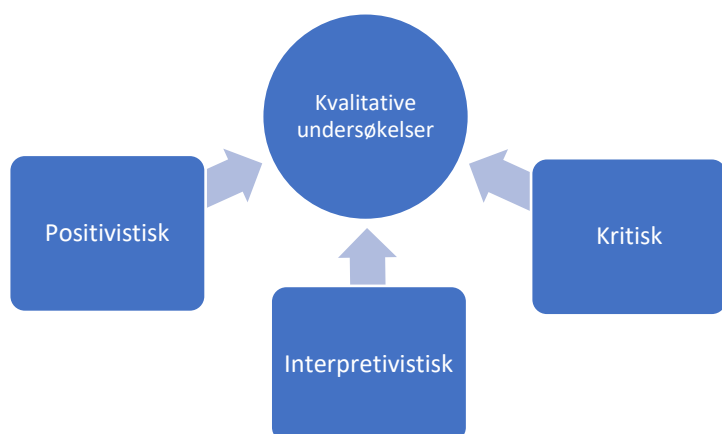 Kvalitative
undersøkelser
Positivistisk
Kritisk
Interpretivistisk